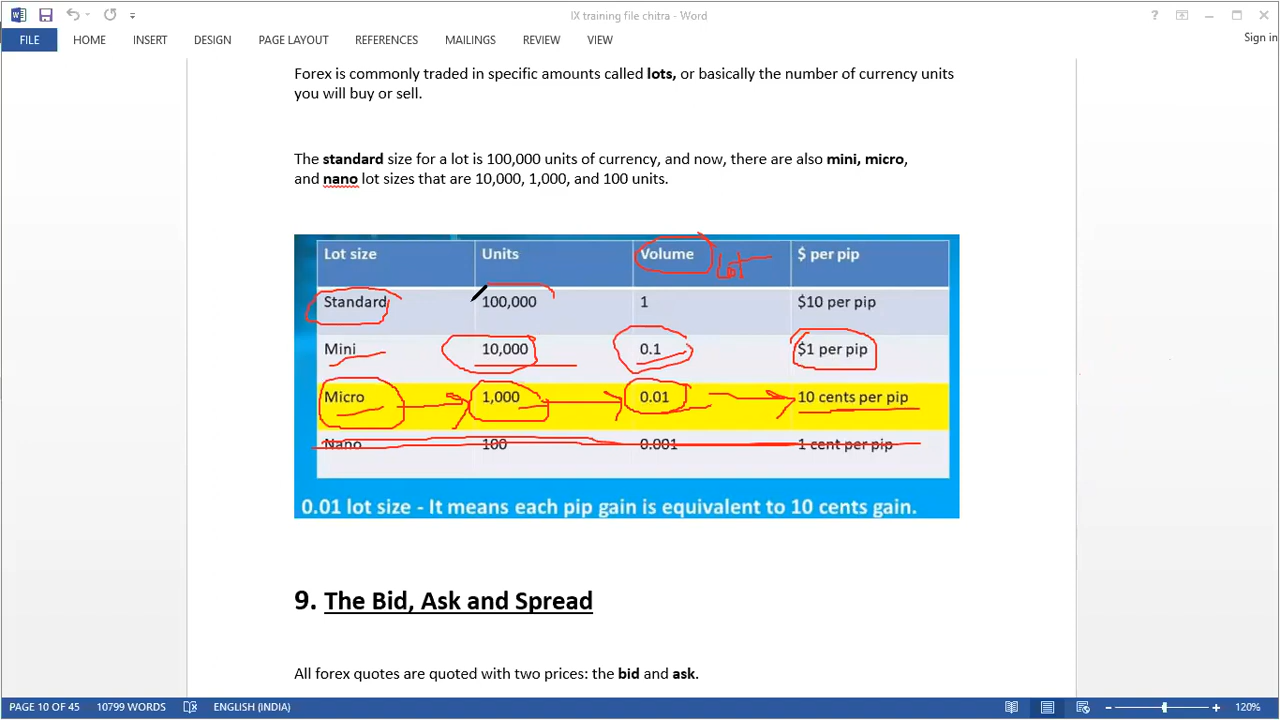 IX training file chitra - Word
?
Sign in
FILE HOME INSERT DESIGN PAGE LAYOUT REFERENCES MAILINGS REVIEW VIEW
Forex is commonly traded in specific amounts called lots, or basically the number of currency units
you will buy or sell.
The standard size for a lot is 100,000 units of currency, and now, there are also mini, micro,
and nano lot sizes that are 10,000, 1,000, and 100 units.
Lot size Units Volume Lot $ per pip
Standard 100,000 1 $10 per pip
Mini 10,000 0.1 $1 per pip
Micro 1,000 0.01 10 cents per pip
Nano 100 0.001 1 cent per pip
0.01 lot size - It means each pip gain is equivalent to 10 cents gain.
9. The Bid, Ask and Spread
All forex quotes are quoted with two prices: the bid and ask.
PAGE 10 OF 45 10799 WORDS ENGLISH (INDIA) 120%